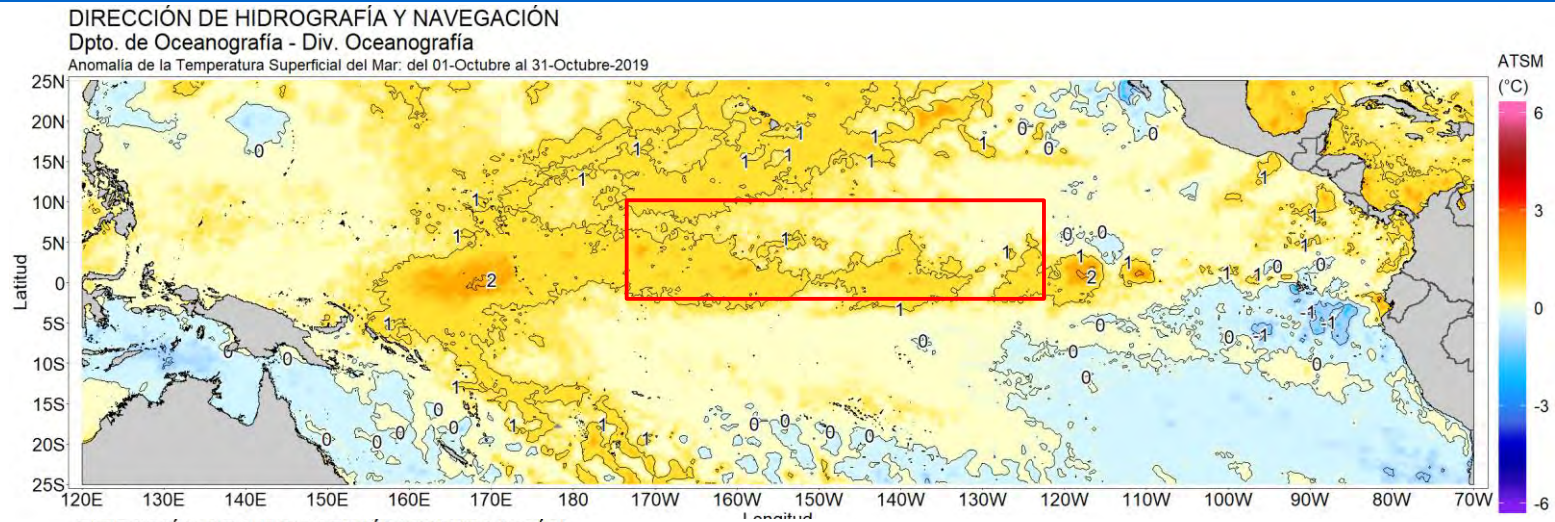 DIRECCIÓN DE HIDROGRAFÍA Y NAVEGACIÓN
Dpto. de Oceanografía - Div. Oceanografía
Anomalía de la Temperatura Superficial del Mar: del 01-Octubre al 31-Octubre-2019
ATSM
(°C)
6
3
0
-3
-6
Latitud
25N
20N
15N
10N
5N
0
5S
10S
15S
20S
25S
120E 130E 140E 150E 160E 170E 180 170W 160W 150W 140W 130W 120W 110W 100W 90W 80W 70W
Longitud